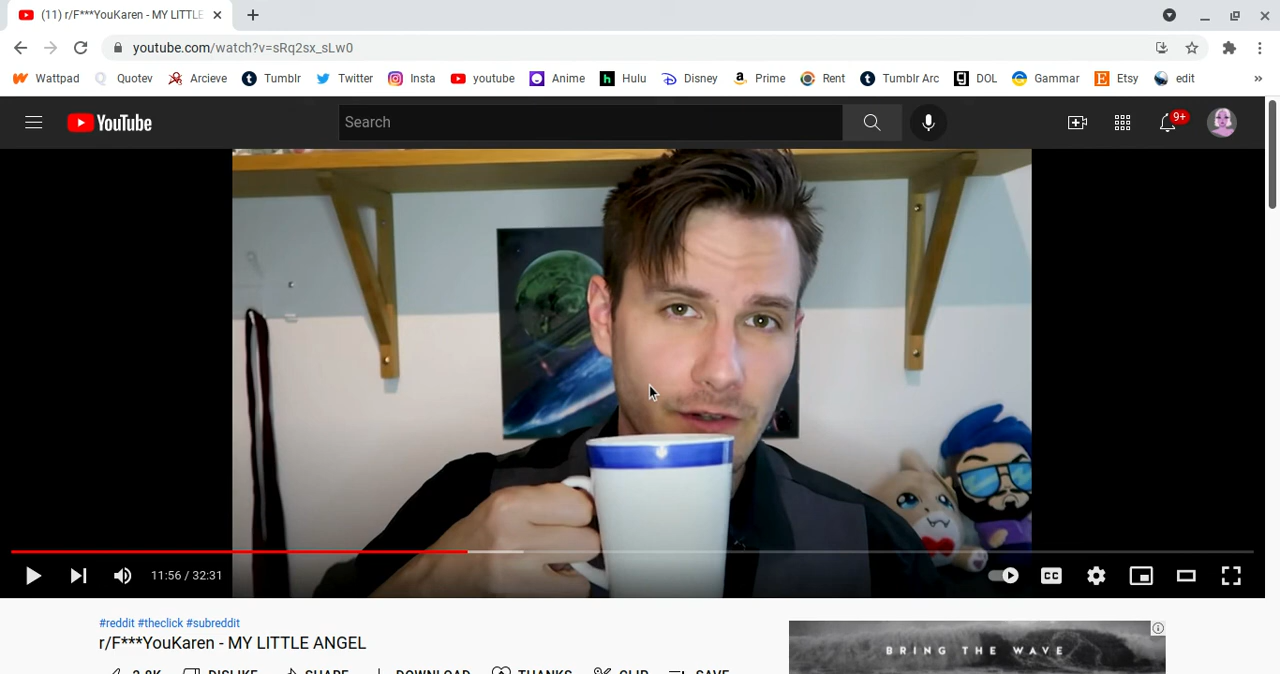 (11) r/F***YouKaren - MY LITTLE
youtube.com/watch?v=sRq2sx_sLw0
Wattpad Quotev Arcieve Tumblr Twitter Insta youtube Anime Hulu Disney Prime Rent Tumblr Arc DOL Gammar Etsy edit »
YouTube
Search
9+
11:56 / 32:31
CC
#reddit #theclick #subreddit
r/F***YouKaren - MY LITTLE ANGEL
BRING THE WAVE
DISLIKE SHARE DOWNLOAD THANKS CLIP SAVE